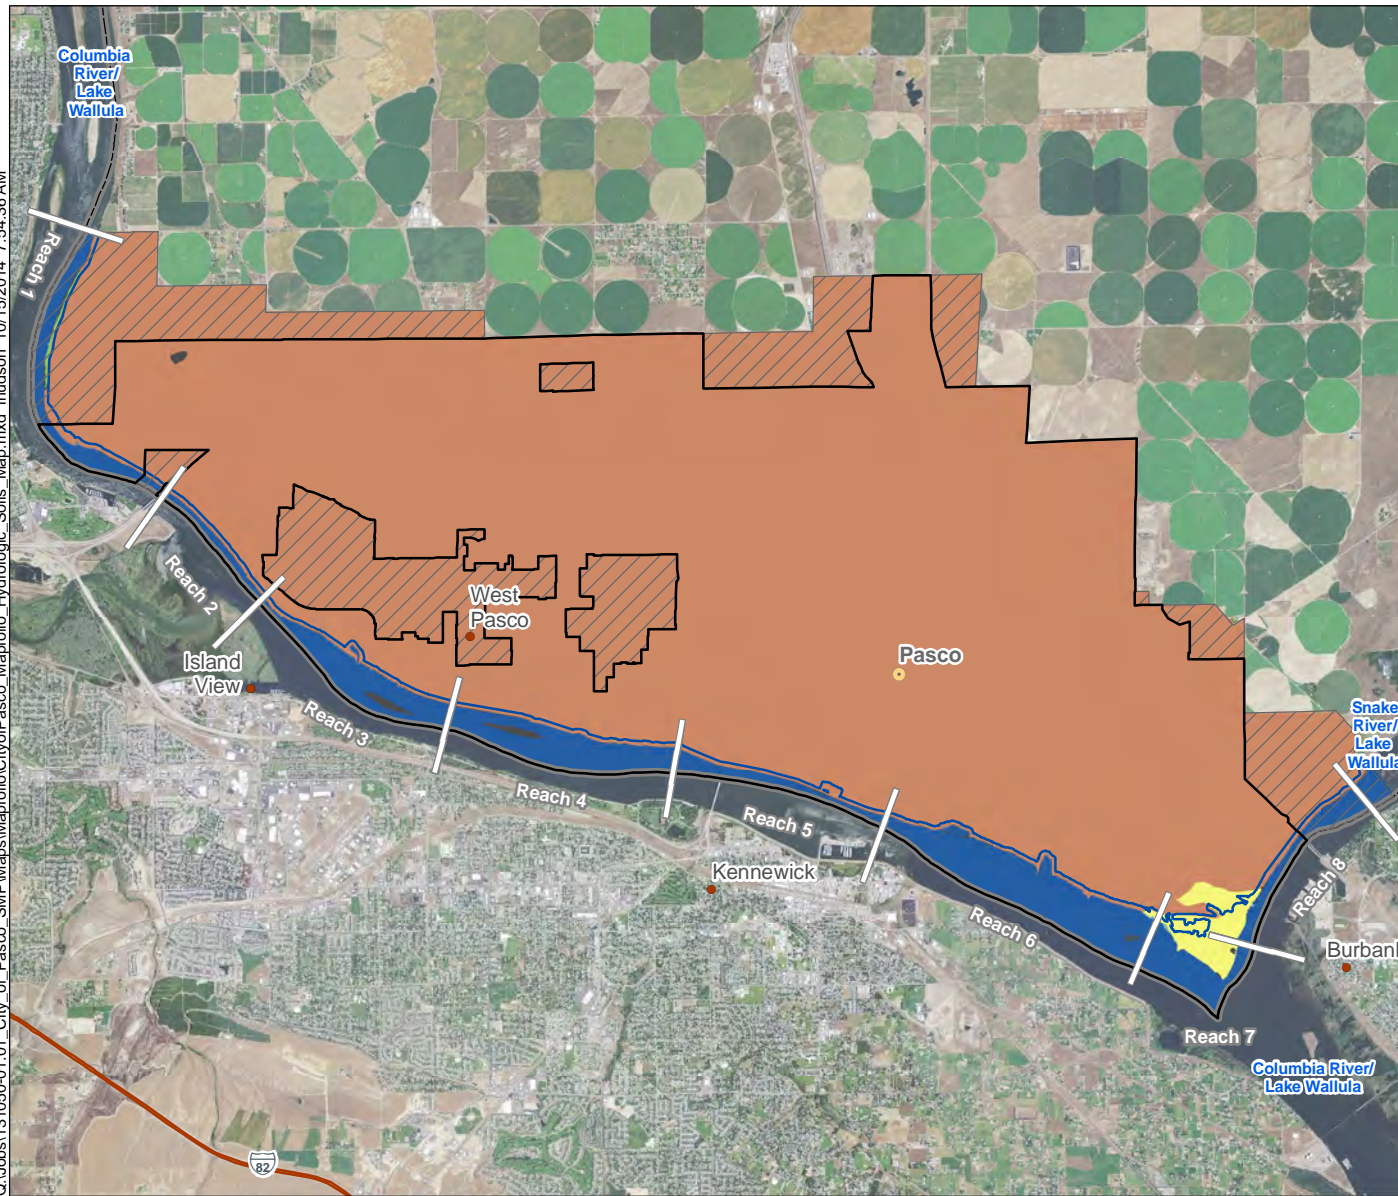 Columbia
River/
Lake
Wallula
Reach 1
Reach 2
West
Pasco
Island
View
Pasco
Reach 3
Snake
River/
Lake
Wallula
Reach 4
Reach 5
Kennewick
Reach 8
Reach 6
Burbank
Reach 7
Columbia River/
Lake Wallula
82